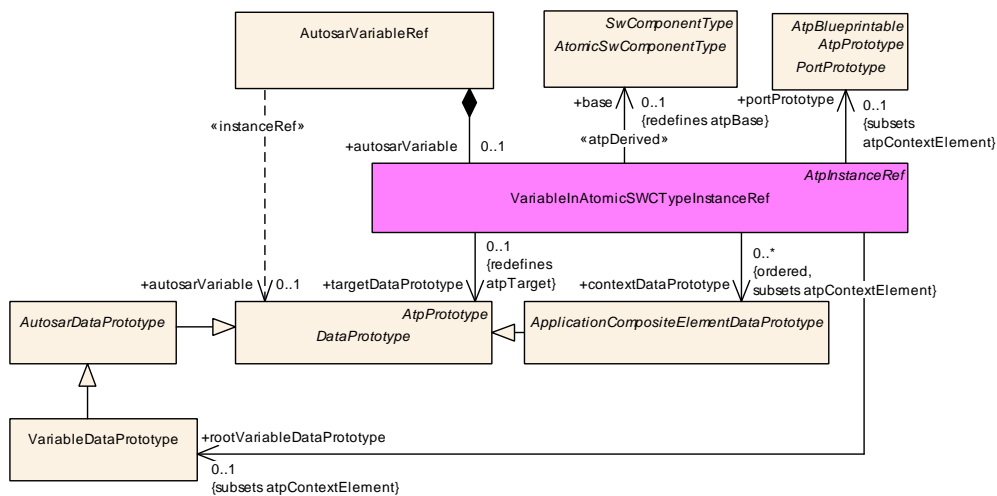 AutosarVariableRef
SwComponentType
AtomicSwComponentType
AtpBlueprintable
AtpPrototype
PortPrototype
«instanceRef»
+base
0..1
{redefines atpBase}
+portPrototype
0..1
{subsets
atpContextElement}
«atpDerived»
+autosarVariable
0..1
AtpInstanceRef
VariableInAtomicSWCTypeInstanceRef
0..1
{redefines
atpTarget}
0..*
{ordered,
subsets atpContextElement}
+autosarVariable
0..1
+targetDataPrototype
+contextDataPrototype
AutosarDataPrototype
AtpPrototype
DataPrototype
ApplicationCompositeElementDataPrototype
VariableDataPrototype
+rootVariableDataPrototype
0..1
{subsets atpContextElement}